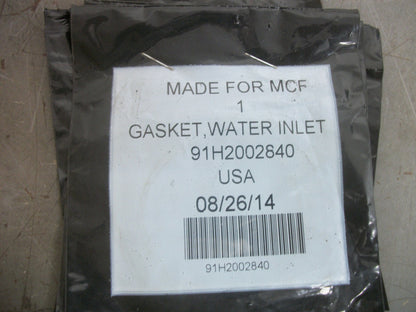 MADE FOR MCF
1
GASKET,WATER INLET
91H2002840
USA
08/26/14
91H2002840